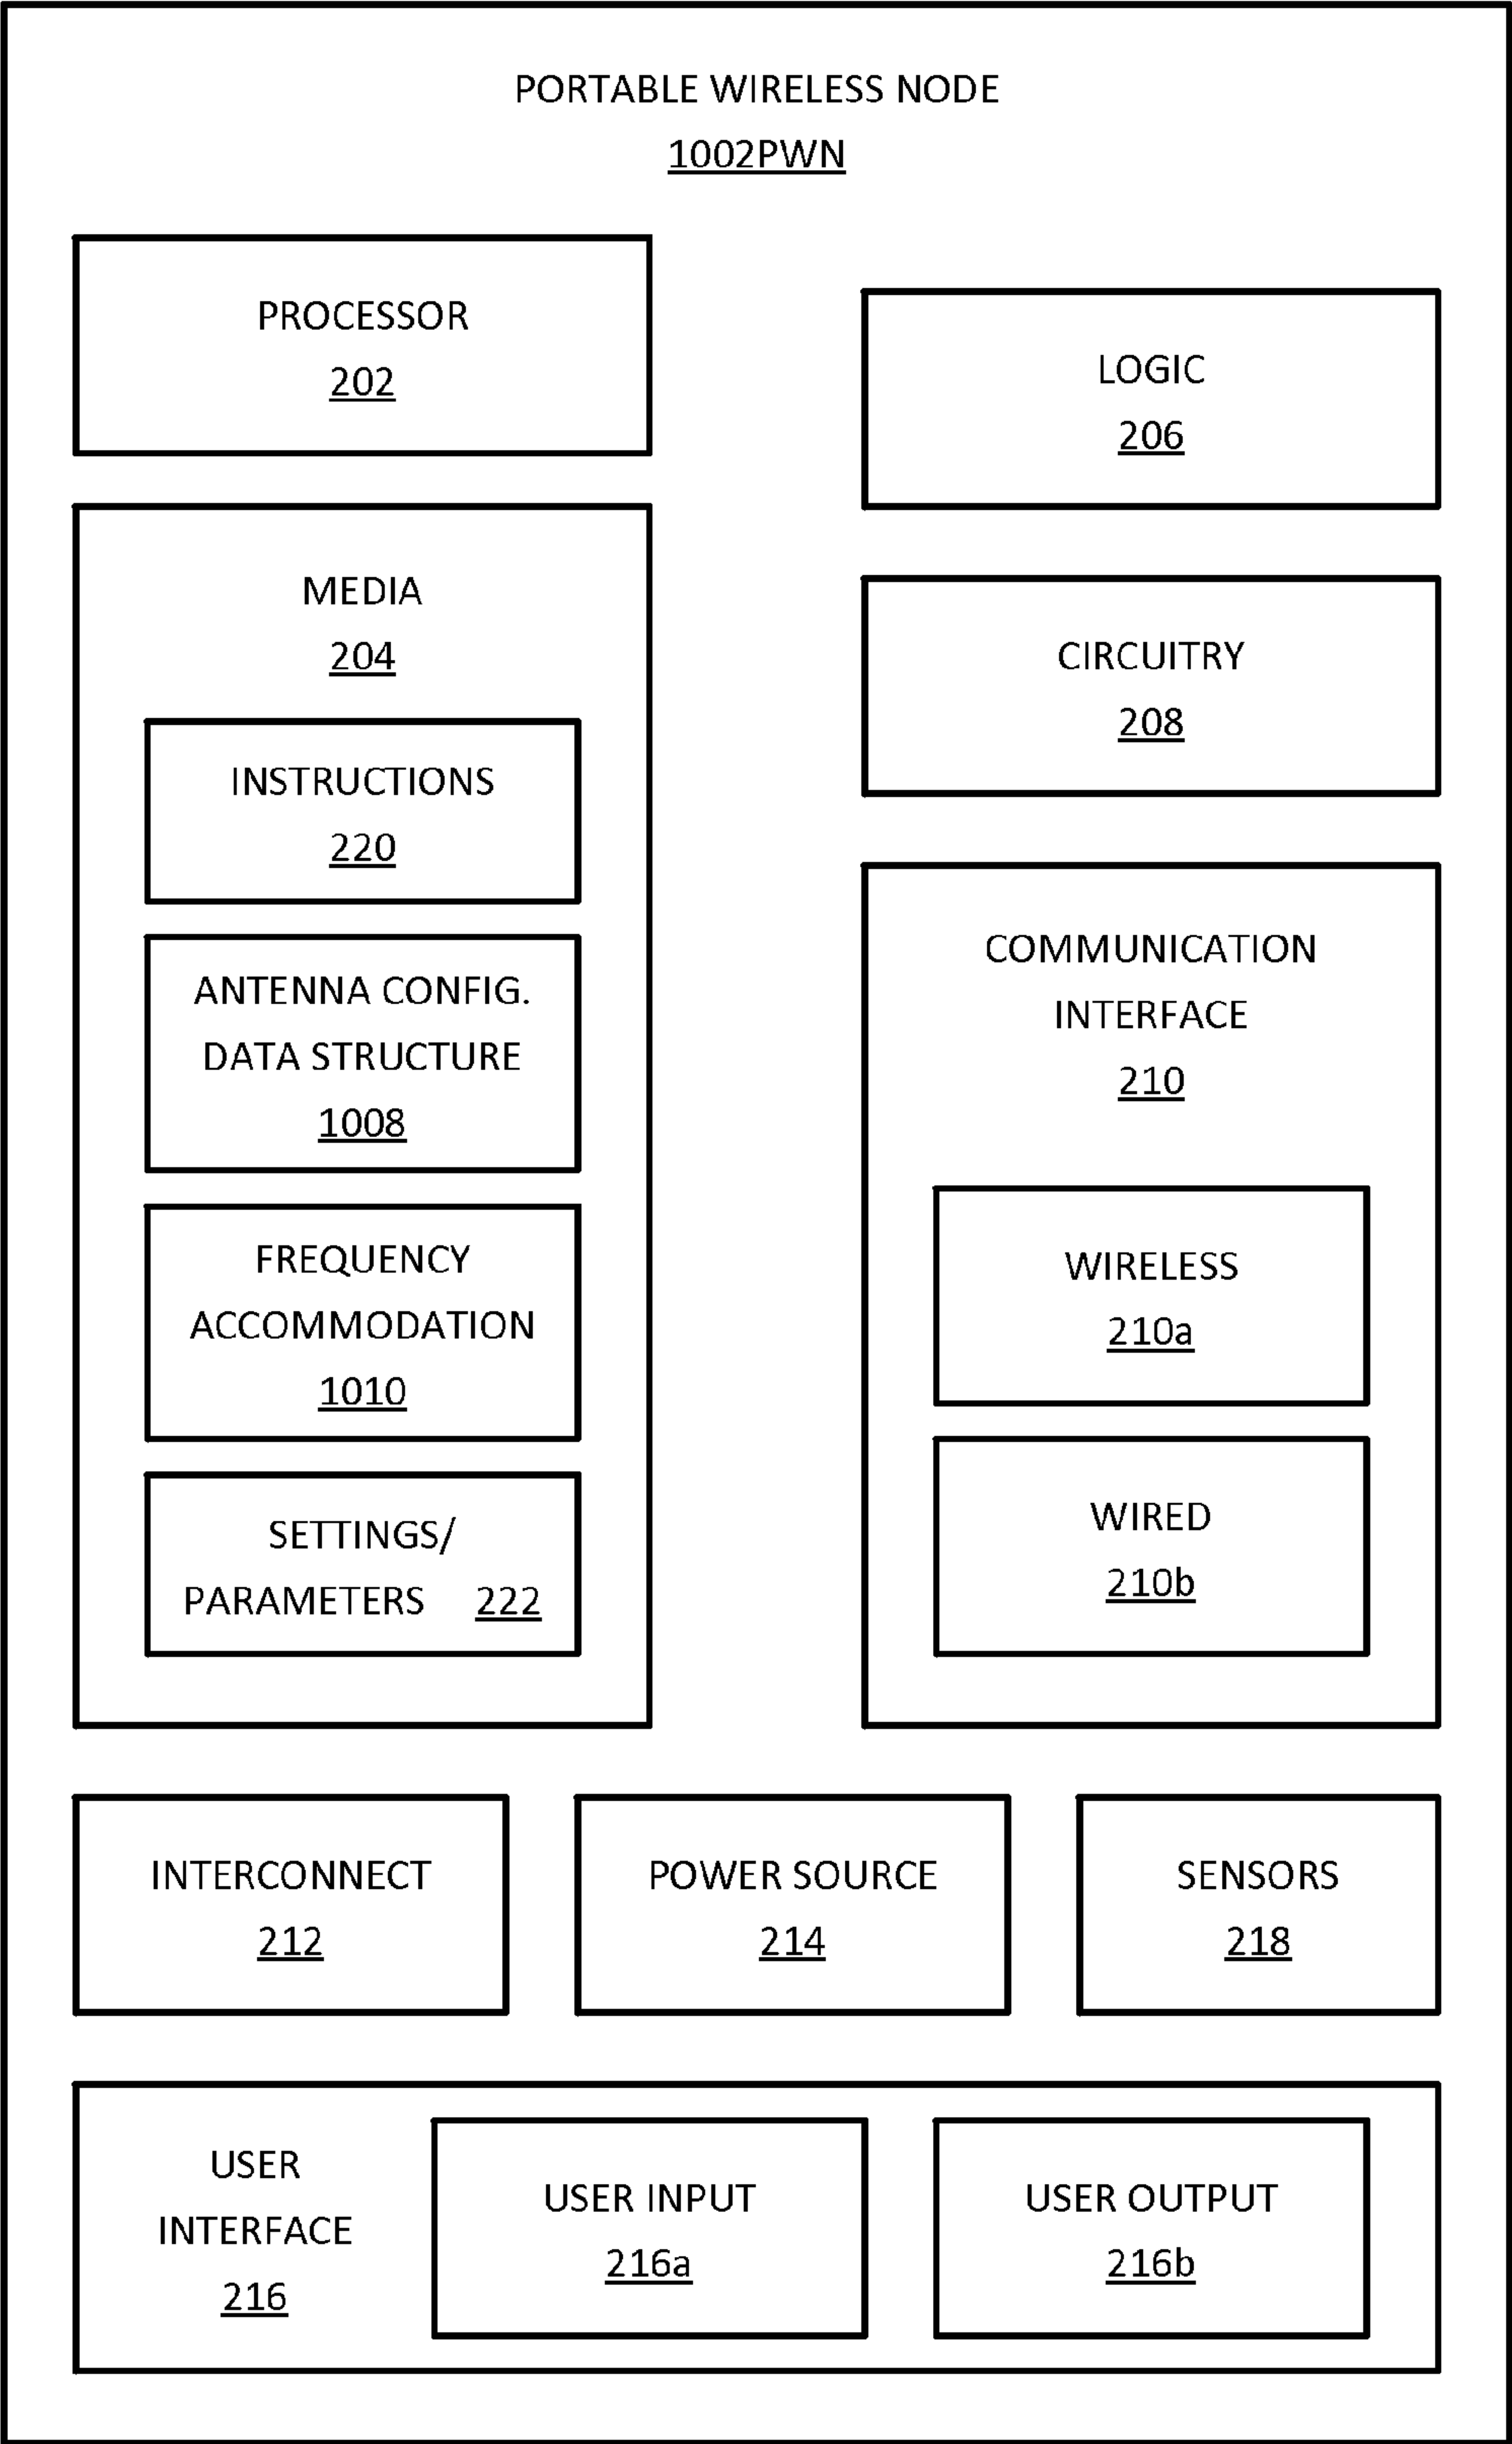 PORTABLE WIRELESS NODE
1002PWN
PROCESSOR
202
LOGIC
206
MEDIA
204
INSTRUCTIONS
220
ANTENNA CONFIG.
DATA STRUCTURE
1008
FREQUENCY
ACCOMMODATION
1010
SETTINGS/
PARAMETERS 222
CIRCUITRY
208
COMMUNICATION
INTERFACE
210
WIRELESS
210a
WIRED
210b
INTERCONNECT
212
POWER SOURCE
214
SENSORS
218
USER
INTERFACE
216
USER INPUT
216a
USER OUTPUT
216b